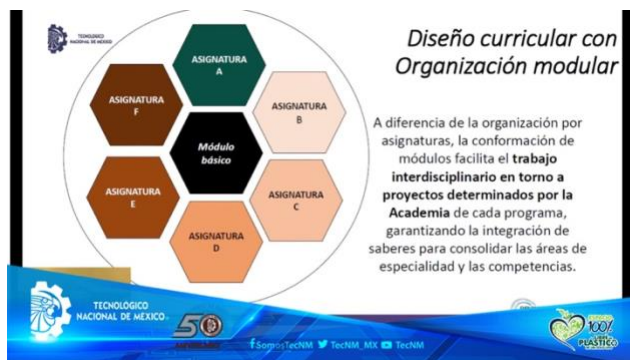 TECNOLÓGICO
NACIONAL DE MÉXICO
Diseño curricular con
Organización modular
ASIGNATURA
A
ASIGNATURA
B
ASIGNATURA
C
ASIGNATURA
D
ASIGNATURA
E
ASIGNATURA
F
Módulo
básico
A diferencia de la organización por
asignaturas, la conformación de
módulos facilita el trabajo
interdisciplinario en torno a
proyectos determinados por la
Academia de cada programa,
garantizando la integración de
saberes para consolidar las áreas de
especialidad y las competencias.
TECNOLÓGICO
NACIONAL DE MÉXICO
50
SomosTecNM TecNM_MX TecNM
100%
PLÁSTICO